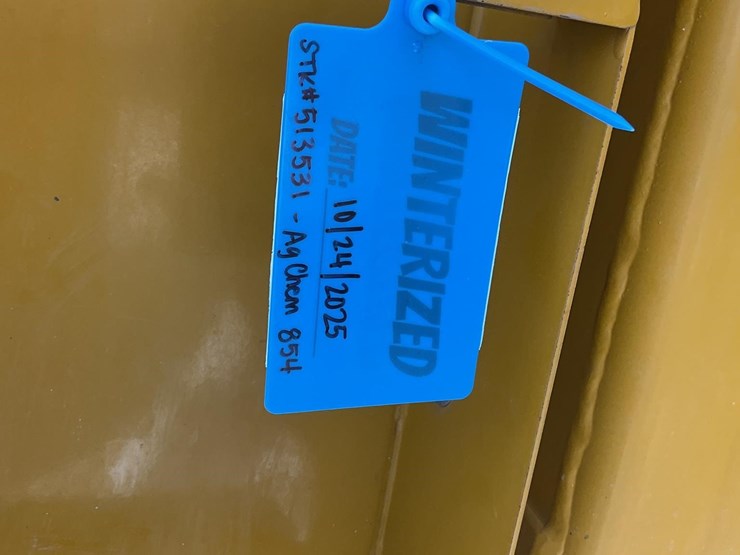 WINTERIZED
DATE: 10/24/2025
STK# 513531 - Ag Chem 854